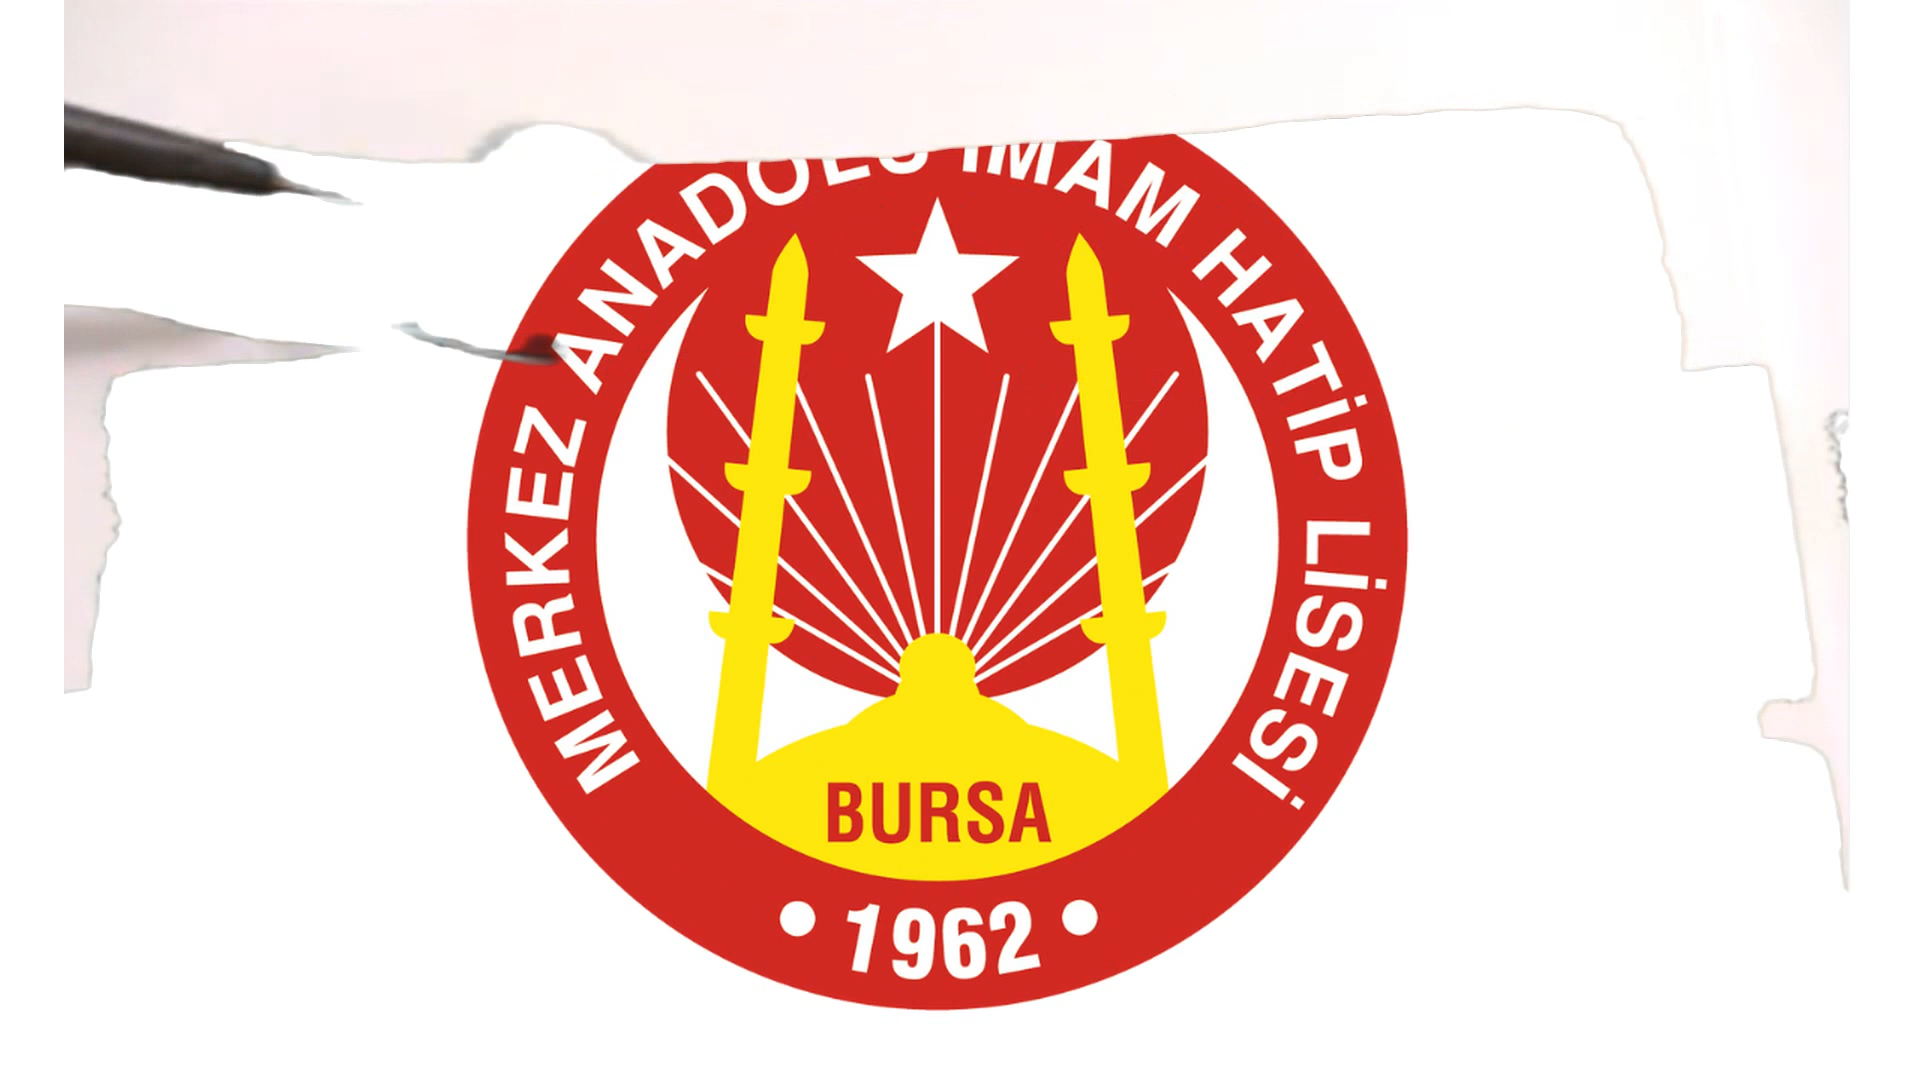 MERKEZ ANADOLU İMAM HATİP LİSESİ
BURSA
• 1962 •